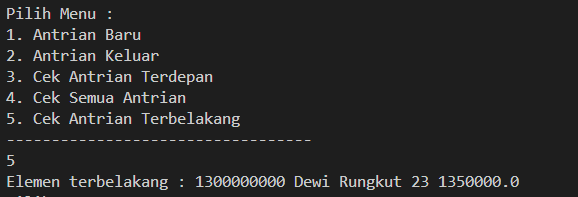 Pilih Menu :
1. Antrian Baru
2. Antrian Keluar
3. Cek Antrian Terdepan
4. Cek Semua Antrian
5. Cek Antrian Terbelakang
----------------------------------
5
Elemen terbelakang : 1300000000 Dewi Rungkut 23 1350000.0